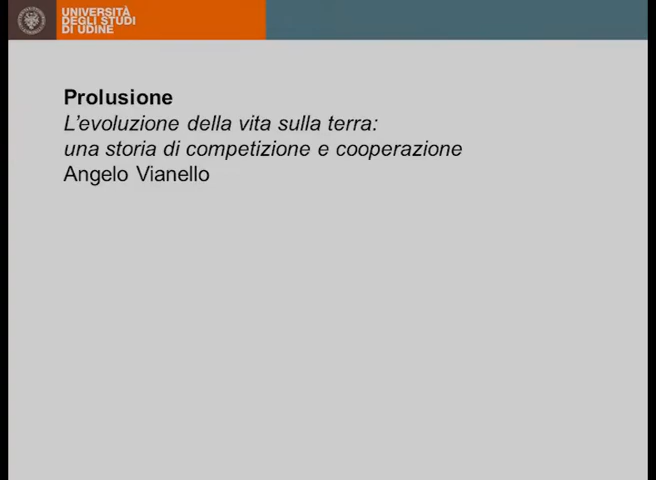 UNIVERSITÀ
DEGLI STUDI
DI UDINE
Prolusione
L'evoluzione della vita sulla terra:
una storia di competizione e cooperazione
Angelo Vianello